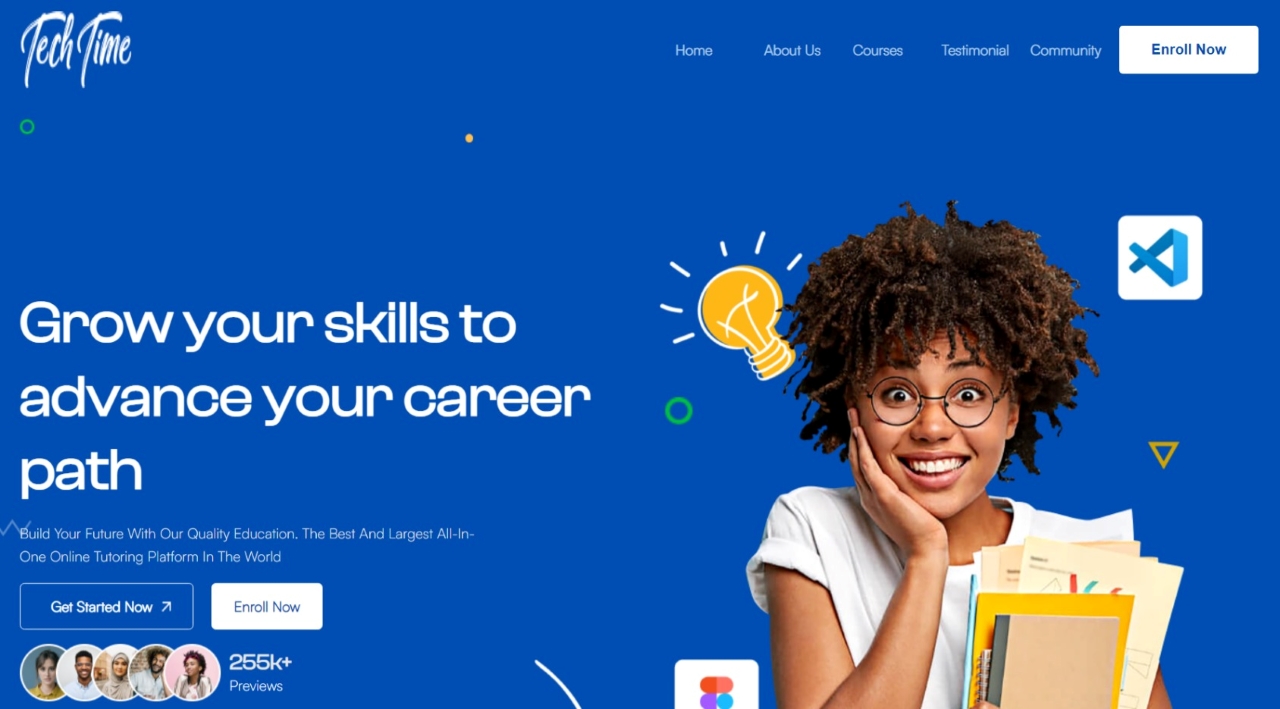 Tech Time
Home About Us Courses Testimonial Community Enroll Now
Grow your skills to
advance your career
path
Build Your Future With Our Quality Education. The Best And Largest All-In-
One Online Tutoring Platform In The World
Get Started Now Enroll Now
255k+
Previews